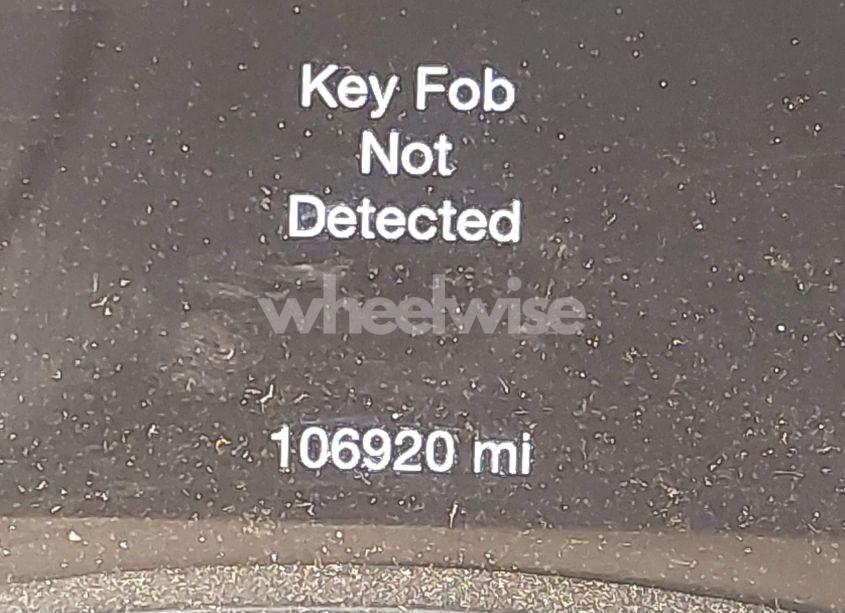 Key Fob
Not
Detected
wheelwise
106920 mi